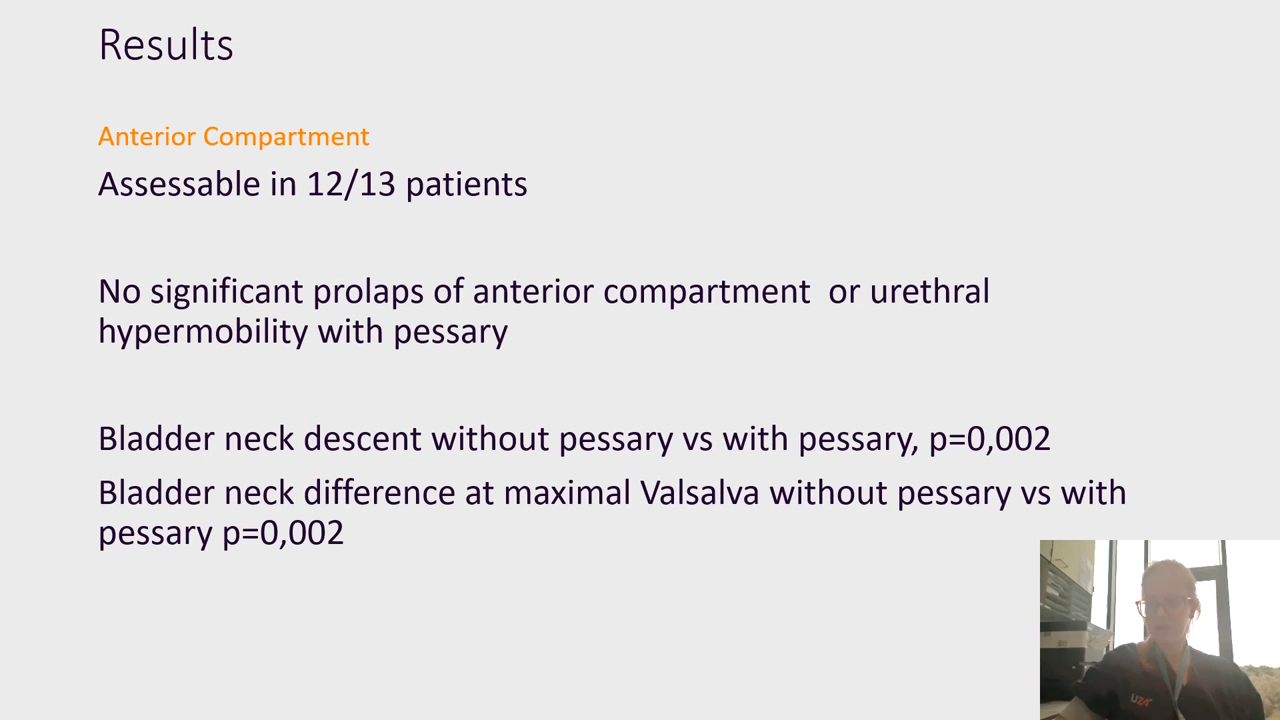 Results
Anterior Compartment
Assessable in 12/13 patients
No significant prolaps of anterior compartment  or urethral
hypermobility with pessary
Bladder neck descent without pessary vs with pessary, p=0,002
Bladder neck difference at maximal Valsalva without pessary vs with
pessary p=0,002
UZA